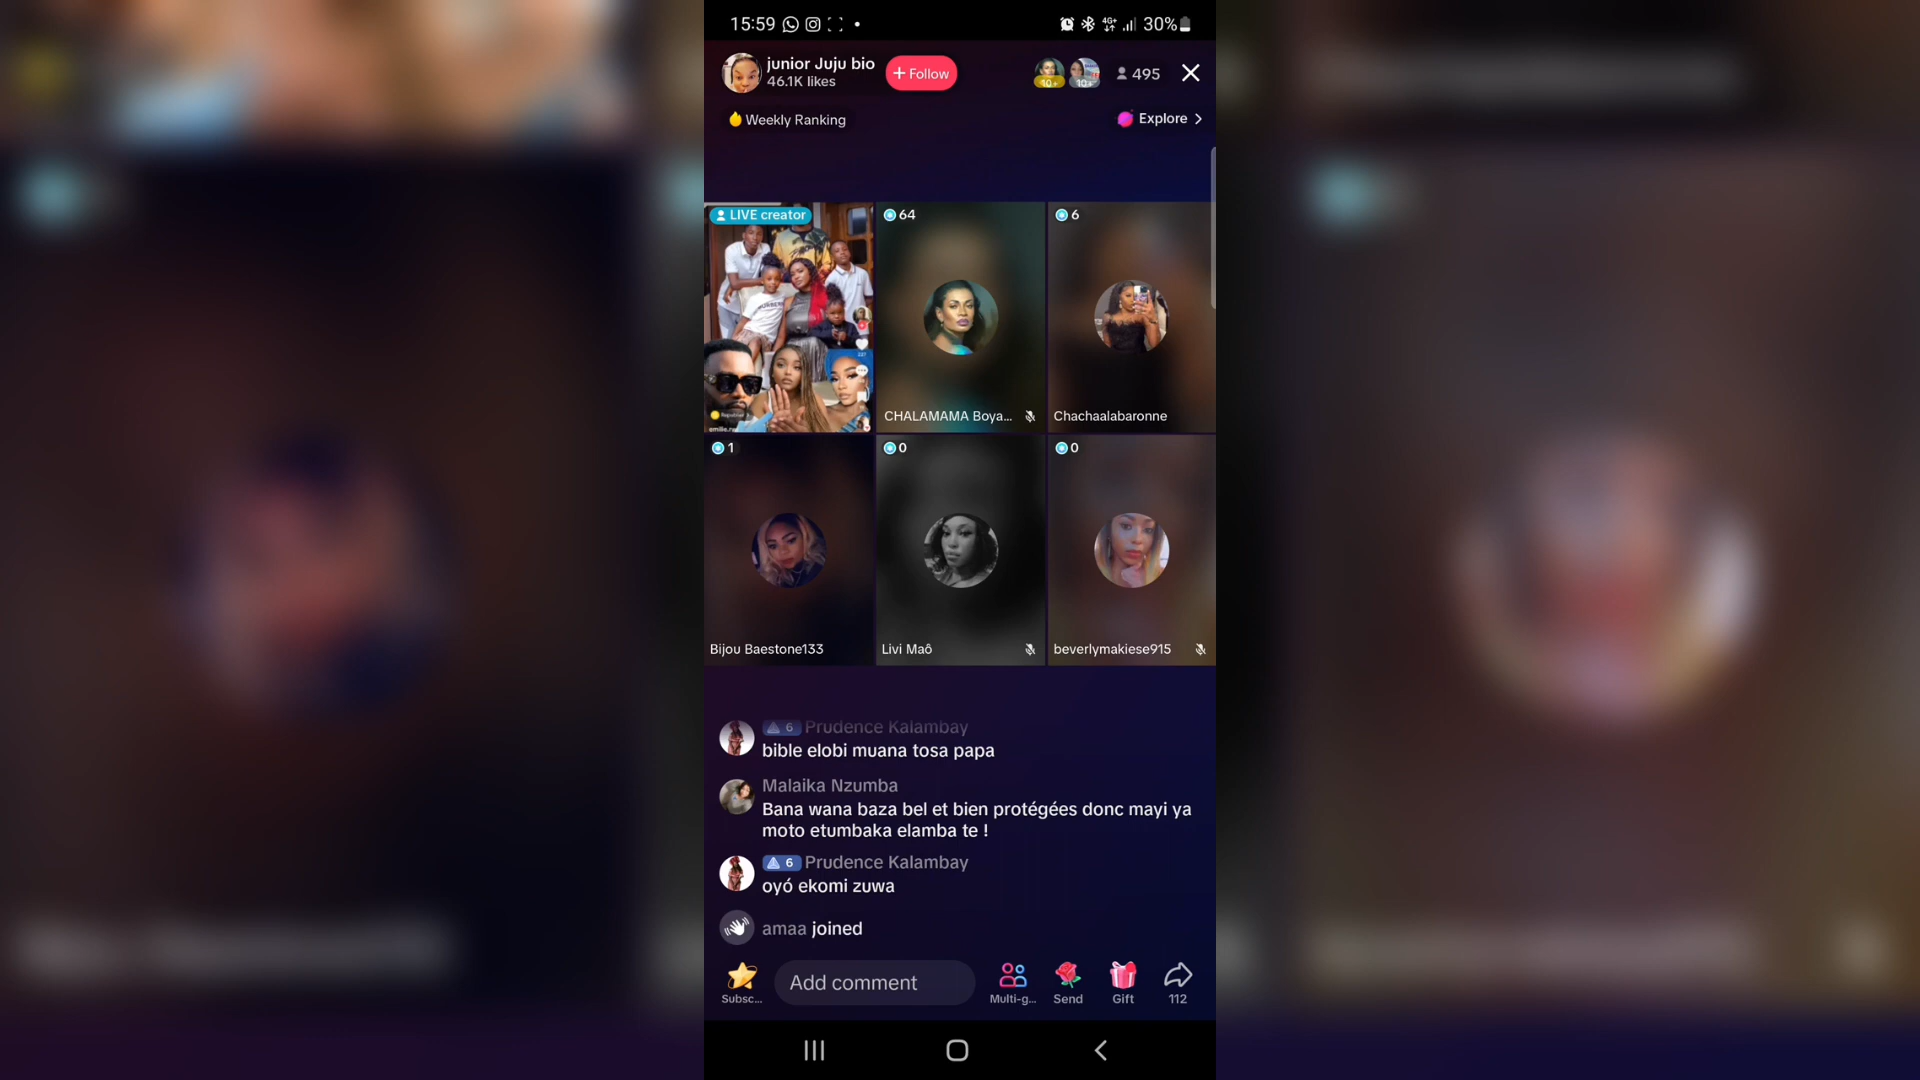 15:59
4G+ 30%
junior Juju bio
46.1K likes
+ Follow
10+
10+
495
Weekly Ranking
Explore
LIVE creator
64
6
CHALAMAMA Boya...
Chachaalabaronne
1
0
0
Bijou Baestone133
Livi Maô
beverlymakiese915
6 Prudence Kalambay
bible elobi muana tosa papa
Malaika Nzumba
Bana wana baza bel et bien protégées donc mayi ya
moto etumbaka elamba te !
6 Prudence Kalambay
oyó ekomi zuwa
amaa joined
Add comment
Subsc...
Multi-g...
Send
Gift
112